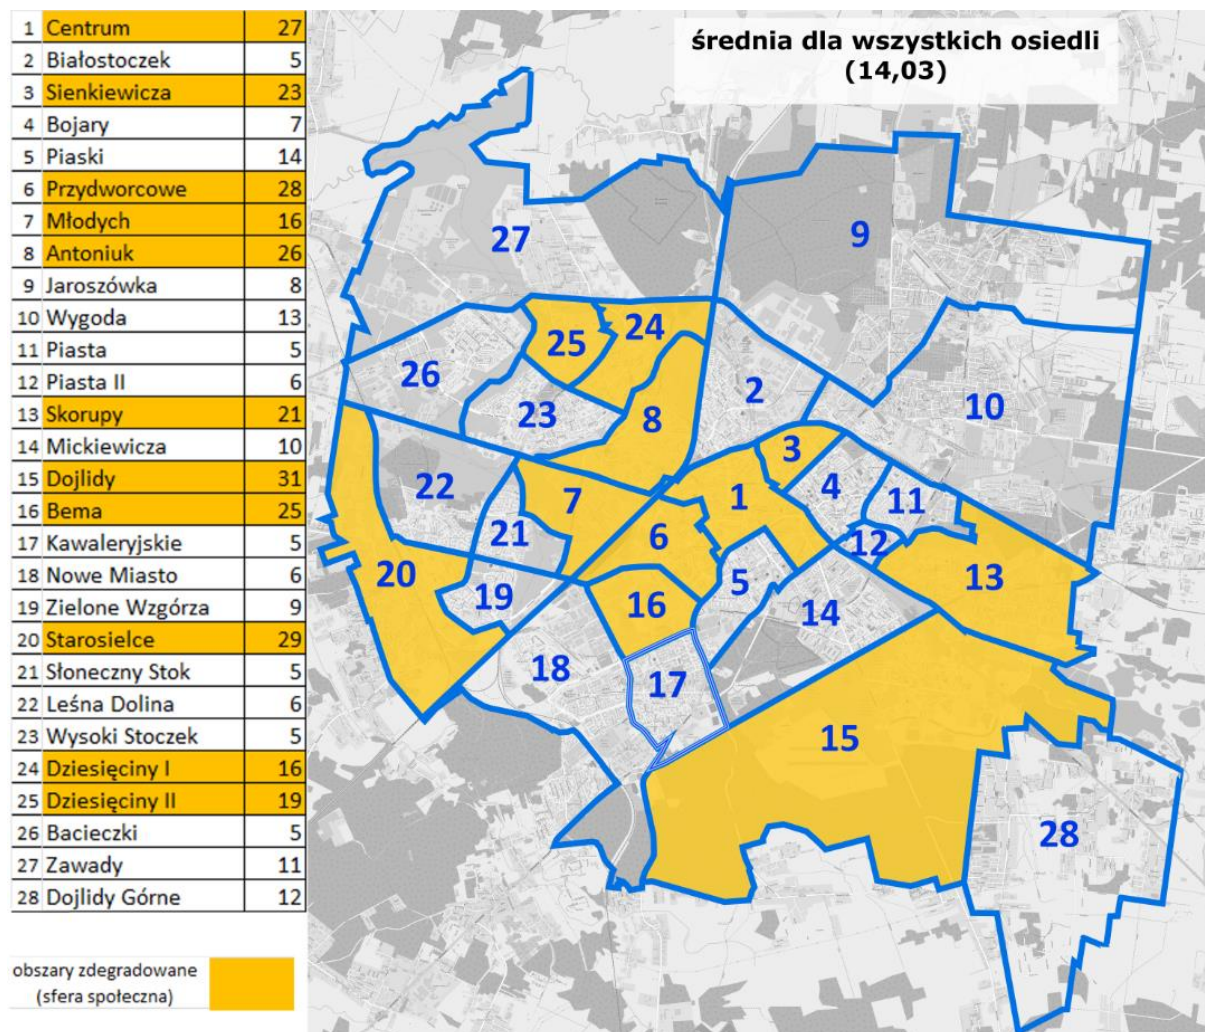 1 Centrum 27
2 Białostoczek 5
3 Sienkiewicza 23
4 Bojary 7
5 Piaski 14
6 Przydworcowe 28
7 Młodych 16
8 Antoniuk 26
9 Jaroszówka 8
10 Wygoda 13
11 Piasta 5
12 Piasta II 6
13 Skorupy 21
14 Mickiewicza 10
15 Dojlidy 31
16 Bema 25
17 Kawaleryjskie 5
18 Nowe Miasto 6
19 Zielone Wzgórza 9
20 Starosielce 29
21 Słoneczny Stok 5
22 Leśna Dolina 6
23 Wysoki Stoczek 5
24 Dziesięciny I 16
25 Dziesięciny II 19
26 Bacieczki 5
27 Zawady 11
28 Dojlidy Górne 12
obszary zdegradowane
(sfera społeczna)
średnia dla wszystkich osiedli
(14,03)
27
9
25
24
26
23
8
2
10
3
22
7
1
4
11
21
6
12
20
19
5
13
16
14
18
17
15
28